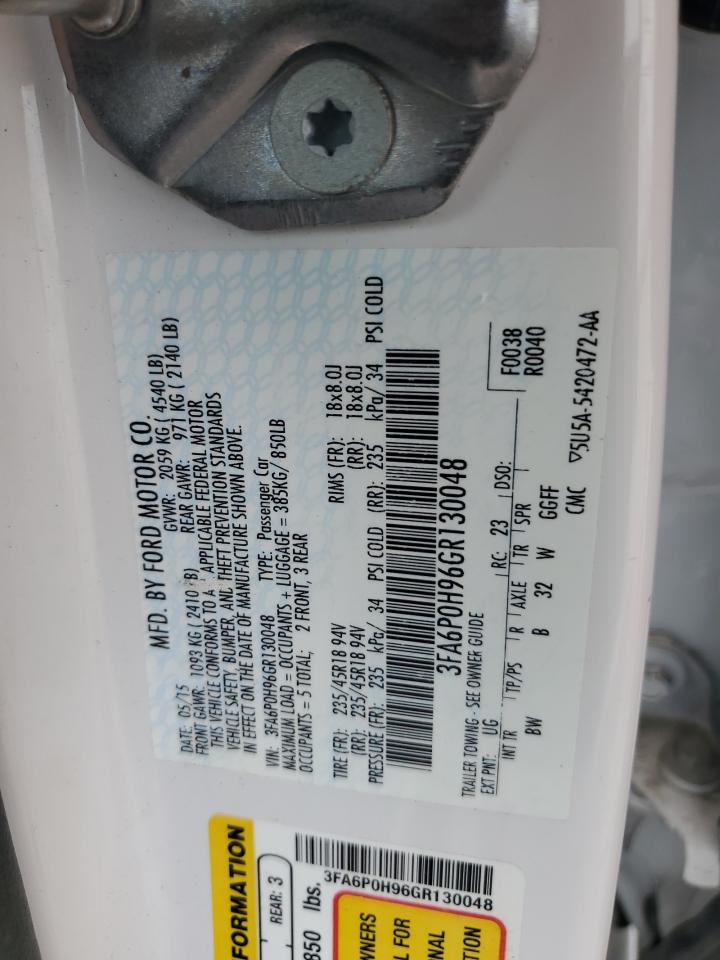 MFD. BY FORD MOTOR CO.
DATE: 05/15 GVWR: 2059 KG ( 4540 LB)
FRONT GAWR: 1093 KG ( 2410 LB) REAR GAWR: 971 KG ( 2140 LB)
THIS VEHICLE CONFORMS TO A APPLICABLE FEDERAL MOTOR
VEHICLE SAFETY, BUMPER, AND THEFT PREVENTION STANDARDS
IN EFFECT ON THE DATE OF MANUFACTURE SHOWN ABOVE.
VIN: 3FA6P0H96GR130048 TYPE: Passenger Car
MAXIMUM LOAD = OCCUPANTS + LUGGAGE = 385KG/ 850LB
OCCUPANTS = 5 TOTAL; 2 FRONT, 3 REAR
TIRE (FR): 235/45R18 94V RIMS (FR): 18x8.0J
(RR): 235/45R18 94V (RR): 18x8.0J
PRESSURE (FR): 235 kPa/ 34 PSI COLD (RR): 235 kPa/ 34 PSI COLD
3FA6P0H96GR130048
TRAILER TOWING - SEE OWNER GUIDE
EXT PNT: UG RC: 23 DSO: F0038
INT TR TP/PS R AXLE TR SPR R0040
BW B 32 W GGFF
CMC ▽5U5A-5420472-AA
FORMATION
REAR: 3
850 lbs.
3FA6P0H96GR130048
WNERS
L FOR
NAL
TION